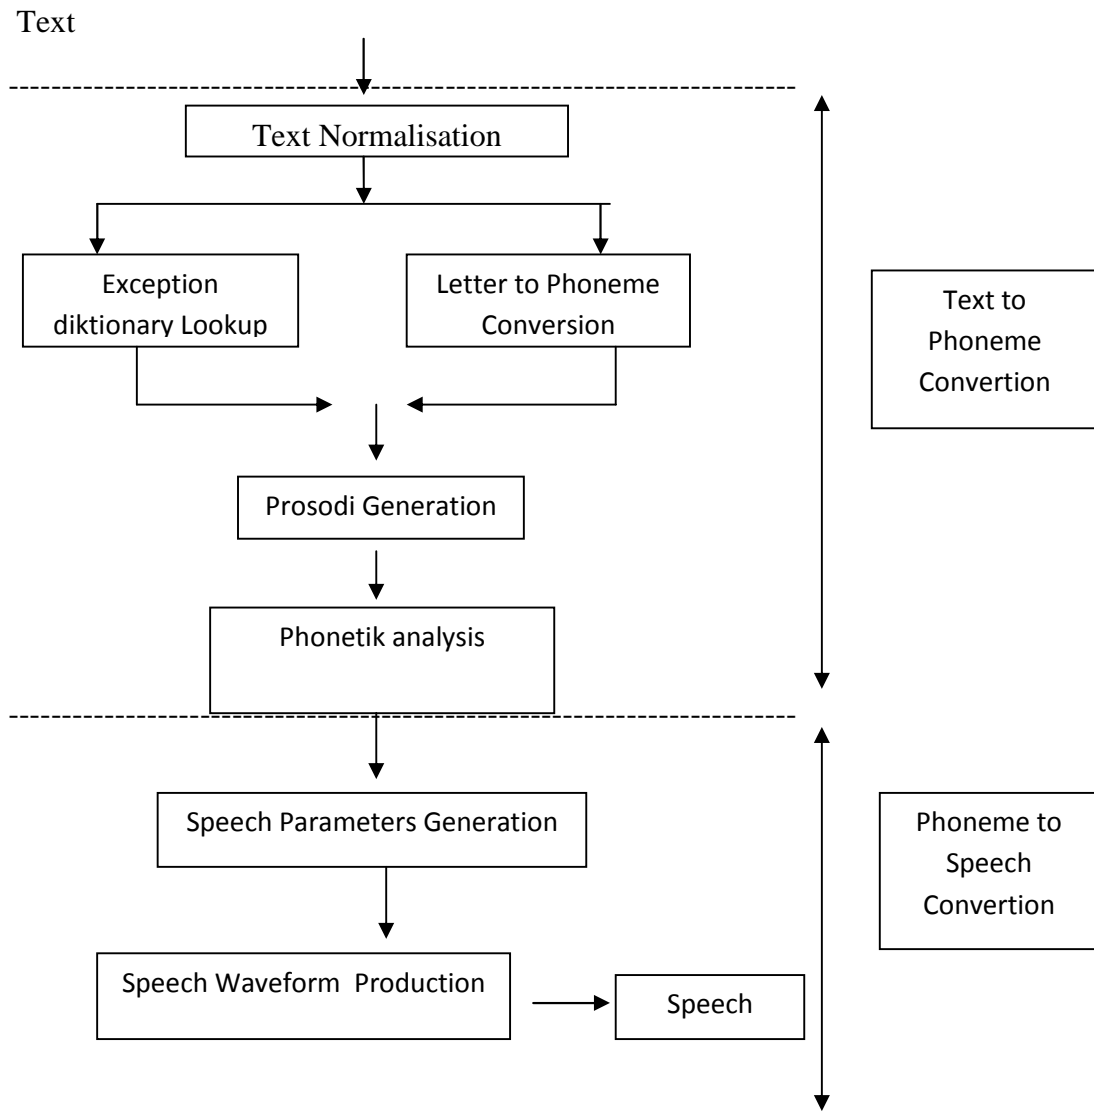 Text
Text Normalisation
Exception
diktionary Lookup
Letter to Phoneme
Conversion
Text to
Phoneme
Convertion
Prosodi Generation
Phonetik analysis
Speech Parameters Generation
Phoneme to
Speech
Convertion
Speech Waveform  Production
Speech